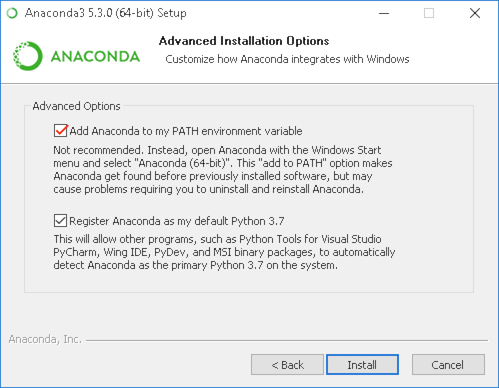 Anaconda3 5.3.0 (64-bit) Setup
Advanced Installation Options
Customize how Anaconda integrates with Windows
ANACONDA
Advanced Options
Add Anaconda to my PATH environment variable
Not recommended. Instead, open Anaconda with the Windows Start
menu and select "Anaconda (64-bit)". This "add to PATH" option makes
Anaconda get found before previously installed software, but may
cause problems requiring you to uninstall and reinstall Anaconda.
Register Anaconda as my default Python 3.7
This will allow other programs, such as Python Tools for Visual Studio
PyCharm, Wing IDE, PyDev, and MSI binary packages, to automatically
detect Anaconda as the primary Python 3.7 on the system.
Anaconda, Inc.
< Back
Install
Cancel